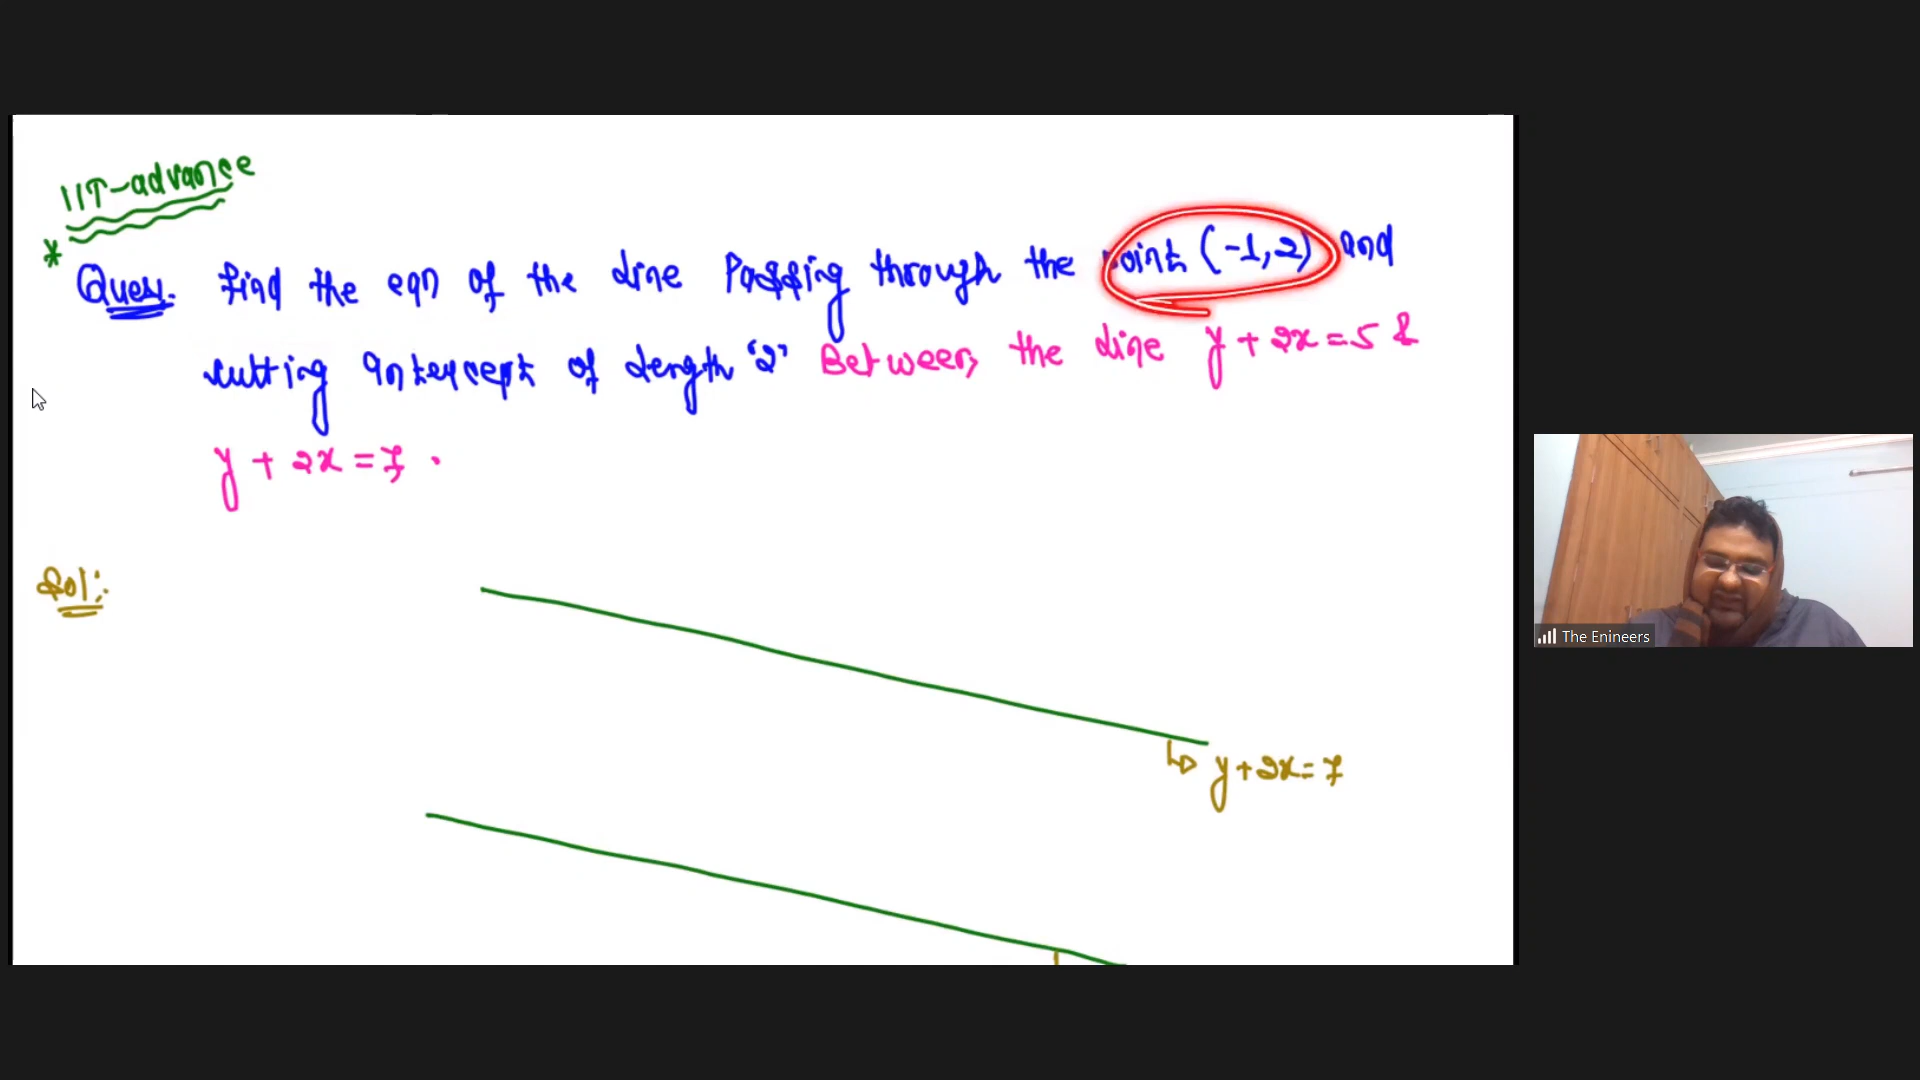 IIT-advance
* Ques. find the eqn of the line Passing through the point (-1,2) and
cutting intercept of length '2' Between the line y + 2x = 5 &
y + 2x = 7 .
Sol:
y + 2x = 7
The Enineers